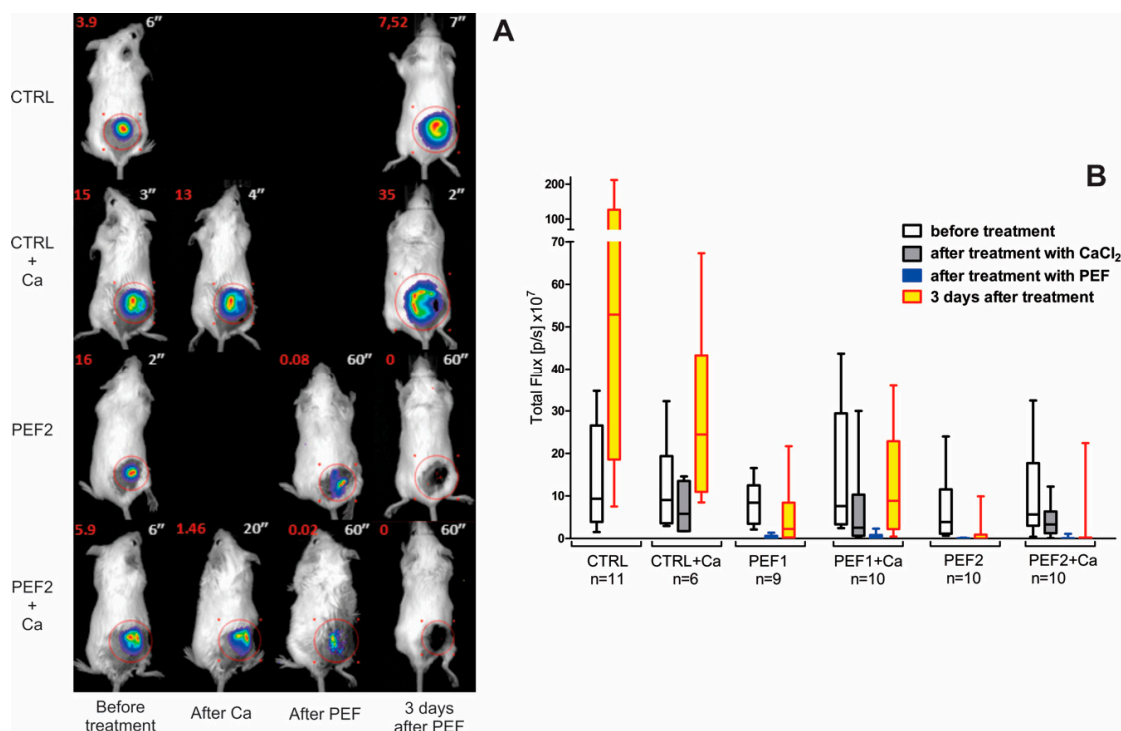 A
3.9 6″ 7,52 7″
CTRL
15 3″ 13 4″ 35 2″
CTRL
+
Ca
16 2″ 0.08 60″ 0 60″
PEF2
5.9 6″ 1.46 20″ 0.02 60″ 0 60″
PEF2
+
Ca
Before
treatment
After Ca
After PEF
3 days
after PEF
B
before treatment
after treatment with CaCl₂
after treatment with PEF
3 days after treatment
Total Flux [p/s] x10⁷
200
100
70
60
50
40
30
20
10
0
CTRL
n=11
CTRL+Ca
n=6
PEF1
n=9
PEF1+Ca
n=10
PEF2
n=10
PEF2+Ca
n=10